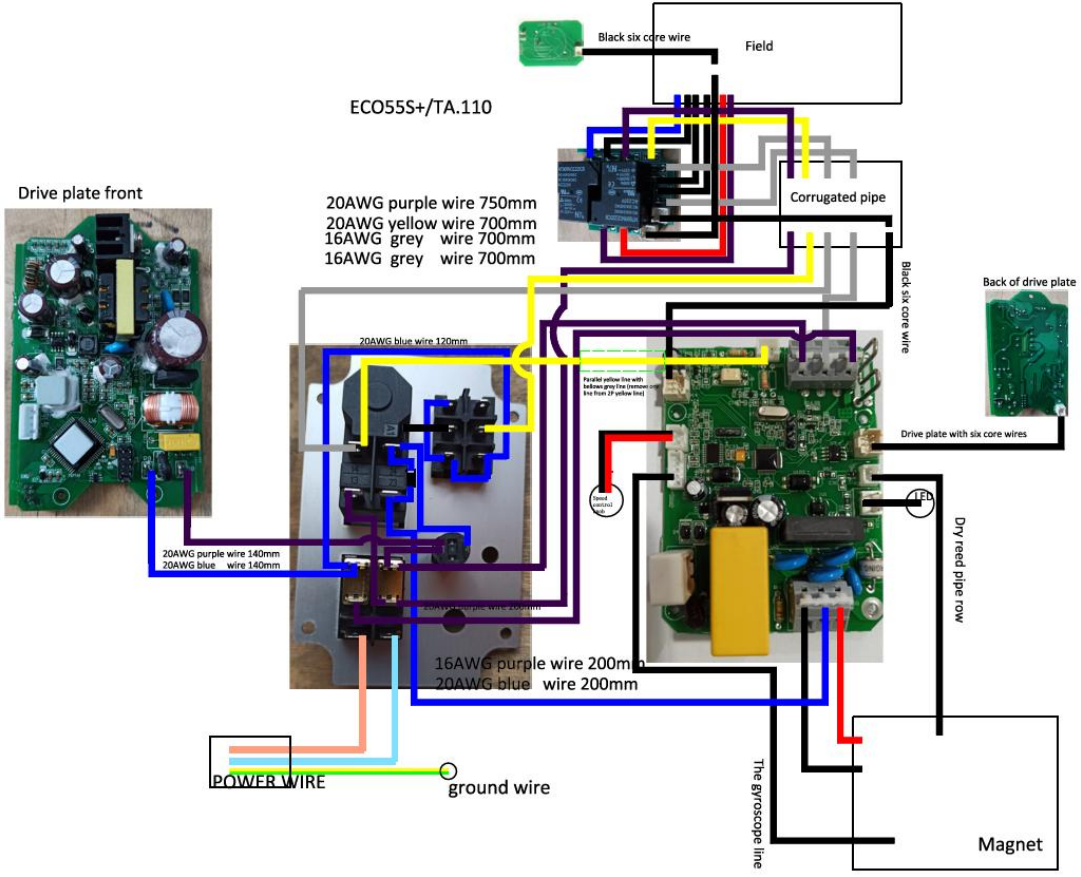 Black six core wire
Field
ECO55S+/TA.110
Drive plate front
20AWG purple wire 750mm
20AWG yellow wire 700mm
16AWG grey wire 700mm
16AWG grey wire 700mm
Corrugated pipe
Black six core wire
Back of drive plate
20AWG blue wire 120mm
Parallel yellow line with
bellows grey line (remove one
line from 2P yellow line)
Drive plate with six core wires
Speed
control
knob
LED
Dry reed pipe row
20AWG purple wire 140mm
20AWG blue wire 140mm
purple wire 200mm
16AWG purple wire 200mm
20AWG blue wire 200mm
POWER WIRE
ground wire
The gyroscope line
Magnet